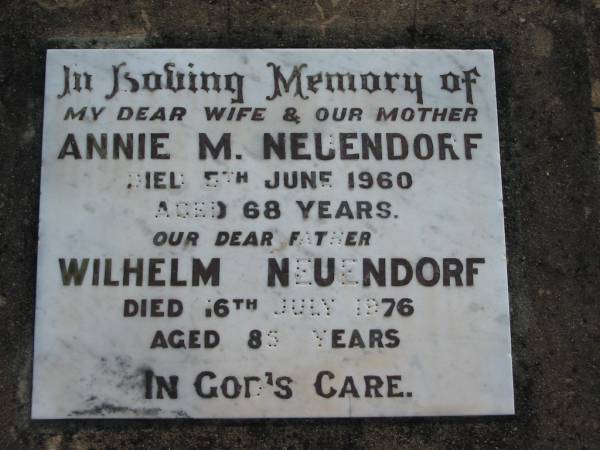 In Loving Memory of
MY DEAR WIFE & OUR MOTHER
ANNIE M. NEUENDORF
DIED 5TH JUNE 1960
AGED 68 YEARS.
OUR DEAR FATHER
WILHELM NEUENDORF
DIED 16TH JULY 1976
AGED YEARS
IN GOD'S CARE.